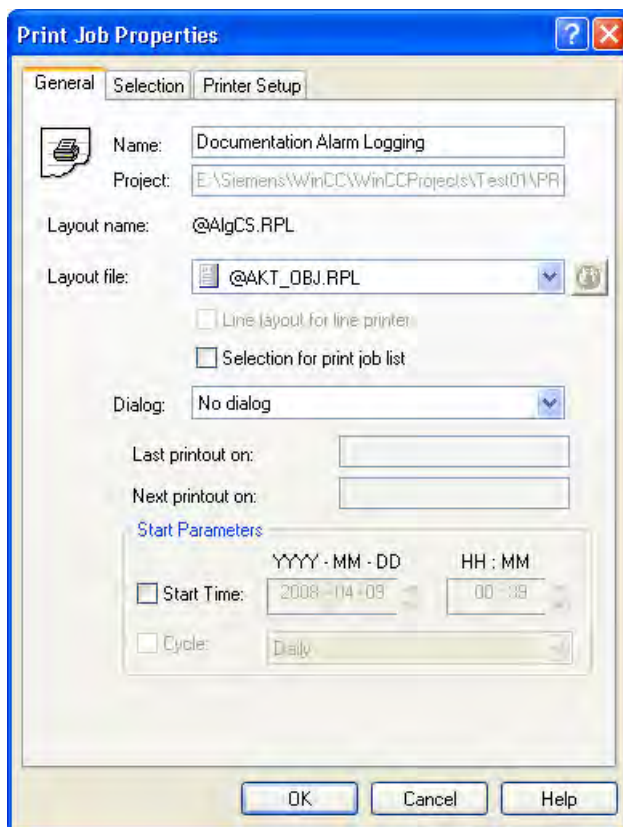 Print Job Properties
General Selection Printer Setup
Name: Documentation Alarm Logging
Project: E:\Siemens\WinCC\WinCCProjects\Test01\PR
Layout name: @AlgCS.RPL
Layout file: @AKT_OBJ.RPL
Line layout for line printer
Selection for print job list
Dialog: No dialog
Last printout on:
Next printout on:
Start Parameters
YYYY - MM - DD HH : MM
Start Time: 2008 -04 -09 00 : 39
Cycle: Daily
OK Cancel Help